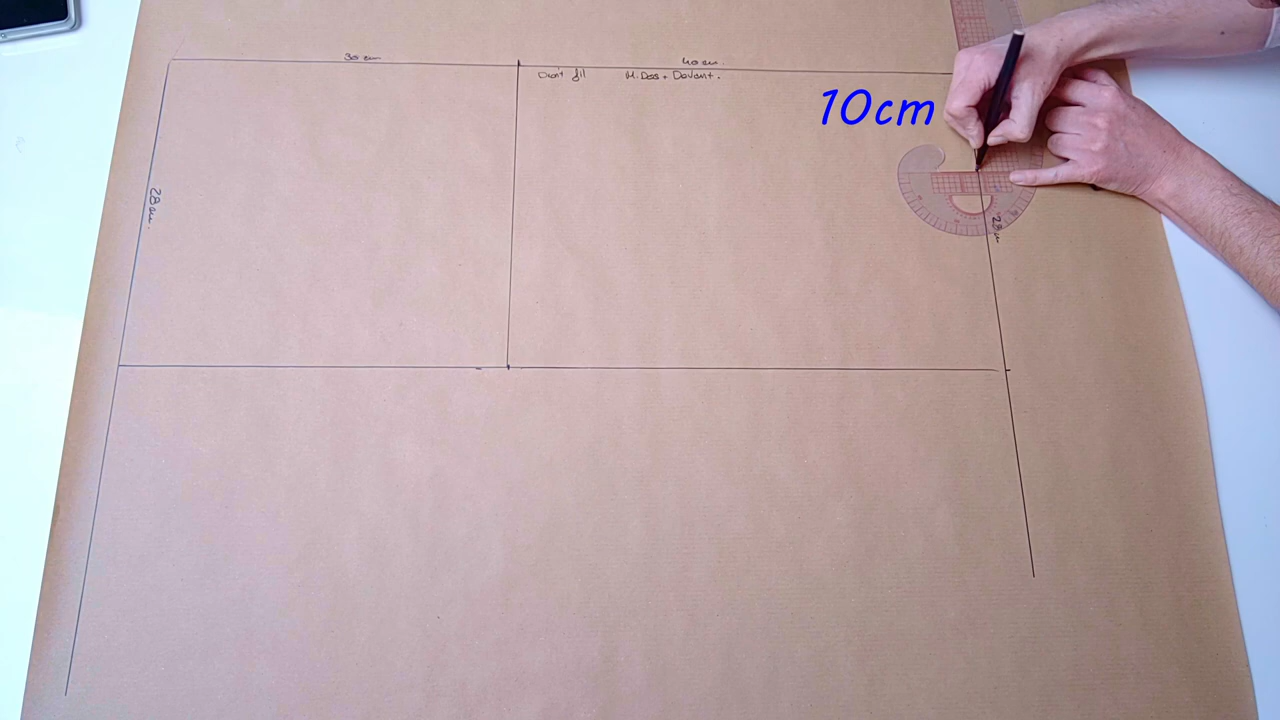 30 cm
40 cm.
Droit fil M. Dos + Devant.
10cm
28 cm.
28 cm